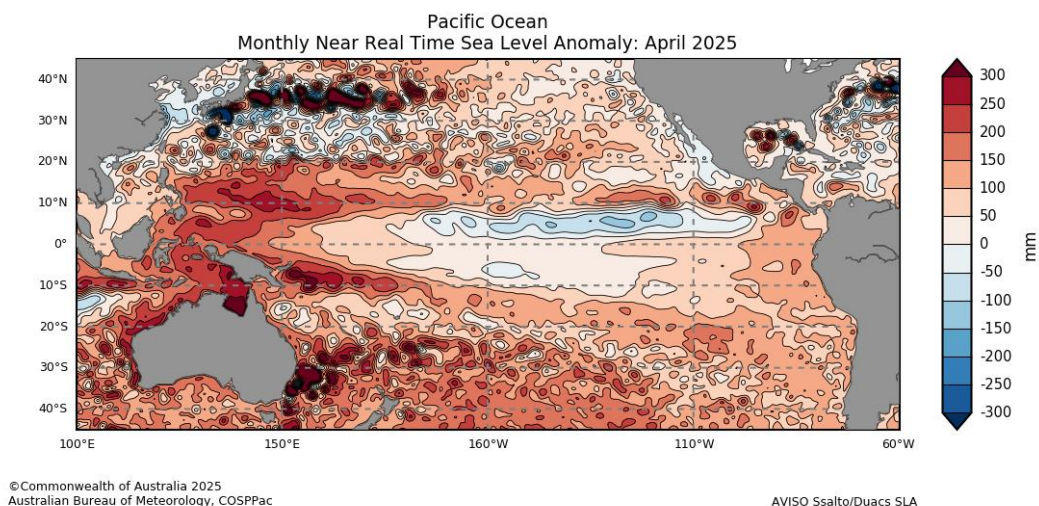 Pacific Ocean
Monthly Near Real Time Sea Level Anomaly: April 2025
40°N
30°N
20°N
10°N
0°
10°S
20°S
30°S
40°S
100°E 150°E 160°W 110°W 60°W
300
250
200
150
100
50
0
-50
-100
-150
-200
-250
-300
mm
©Commonwealth of Australia 2025
Australian Bureau of Meteorology, COSPPac
AVISO Ssalto/Duacs SLA